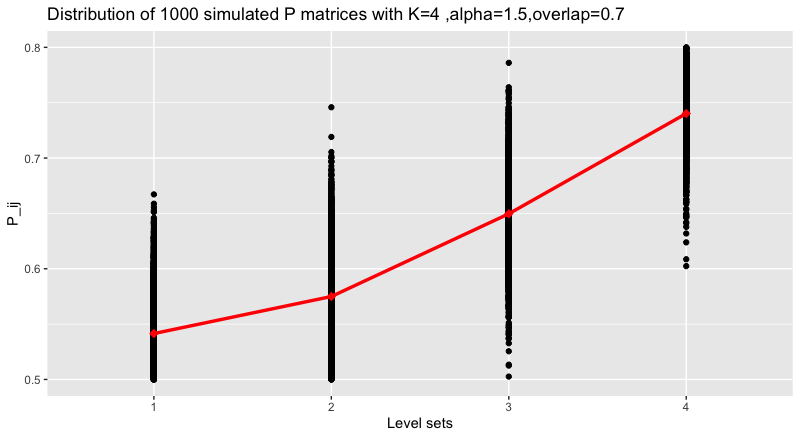 Distribution of 1000 simulated P matrices with K=4 ,alpha=1.5,overlap=0.7
P_ij
0.8
0.7
0.6
0.5
1 2 3 4
Level sets